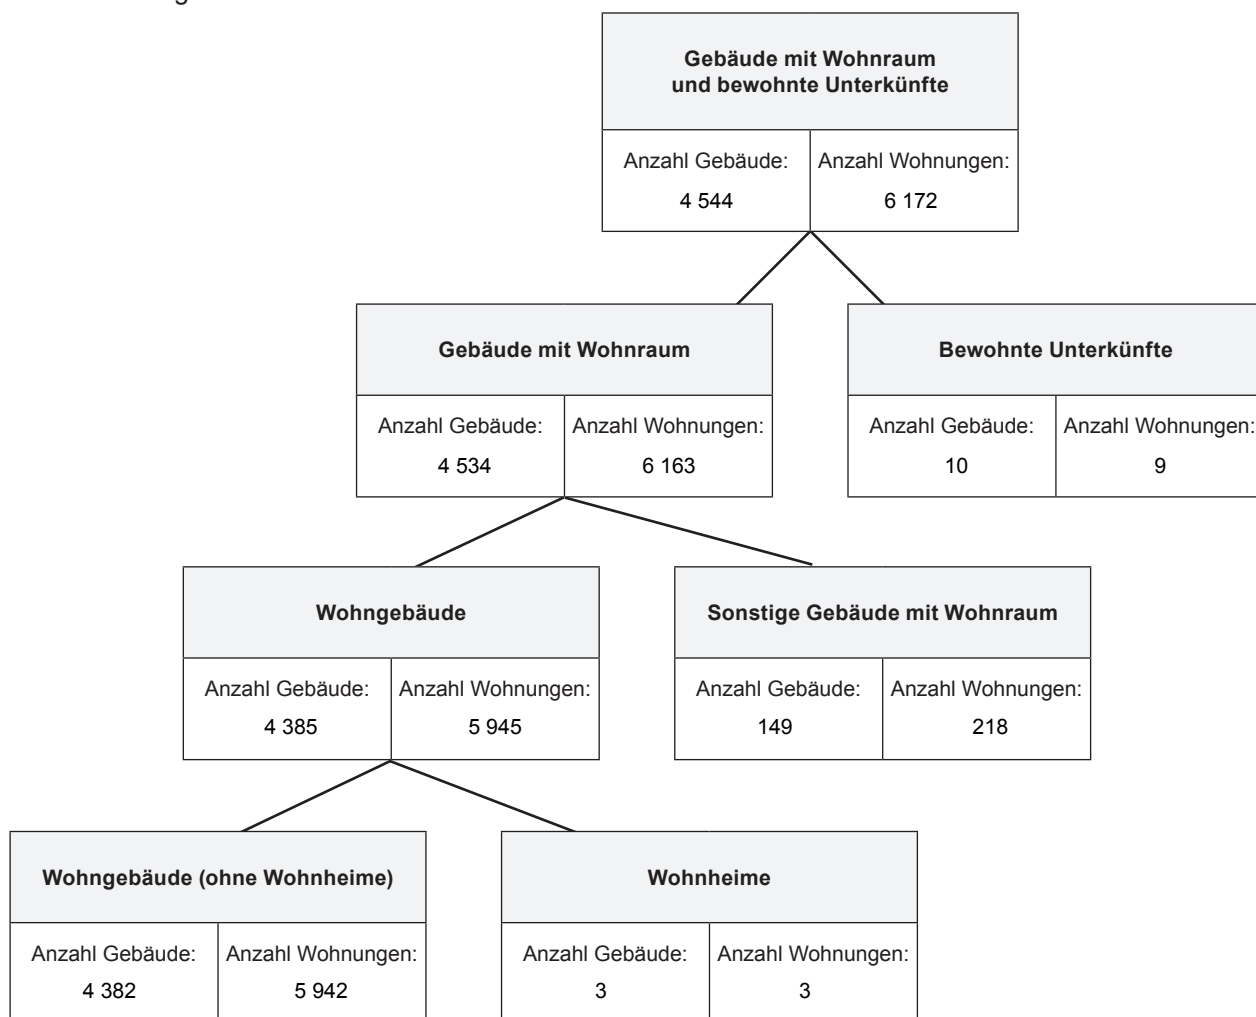 Gebäude mit Wohnraum
und bewohnte Unterkünfte
Anzahl Gebäude: Anzahl Wohnungen:
4 544 6 172
Gebäude mit Wohnraum Bewohnte Unterkünfte
Anzahl Gebäude: Anzahl Wohnungen: Anzahl Gebäude: Anzahl Wohnungen:
4 534 6 163 10 9
Wohngebäude Sonstige Gebäude mit Wohnraum
Anzahl Gebäude: Anzahl Wohnungen: Anzahl Gebäude: Anzahl Wohnungen:
4 385 5 945 149 218
Wohngebäude (ohne Wohnheime) Wohnheime
Anzahl Gebäude: Anzahl Wohnungen: Anzahl Gebäude: Anzahl Wohnungen:
4 382 5 942 3 3